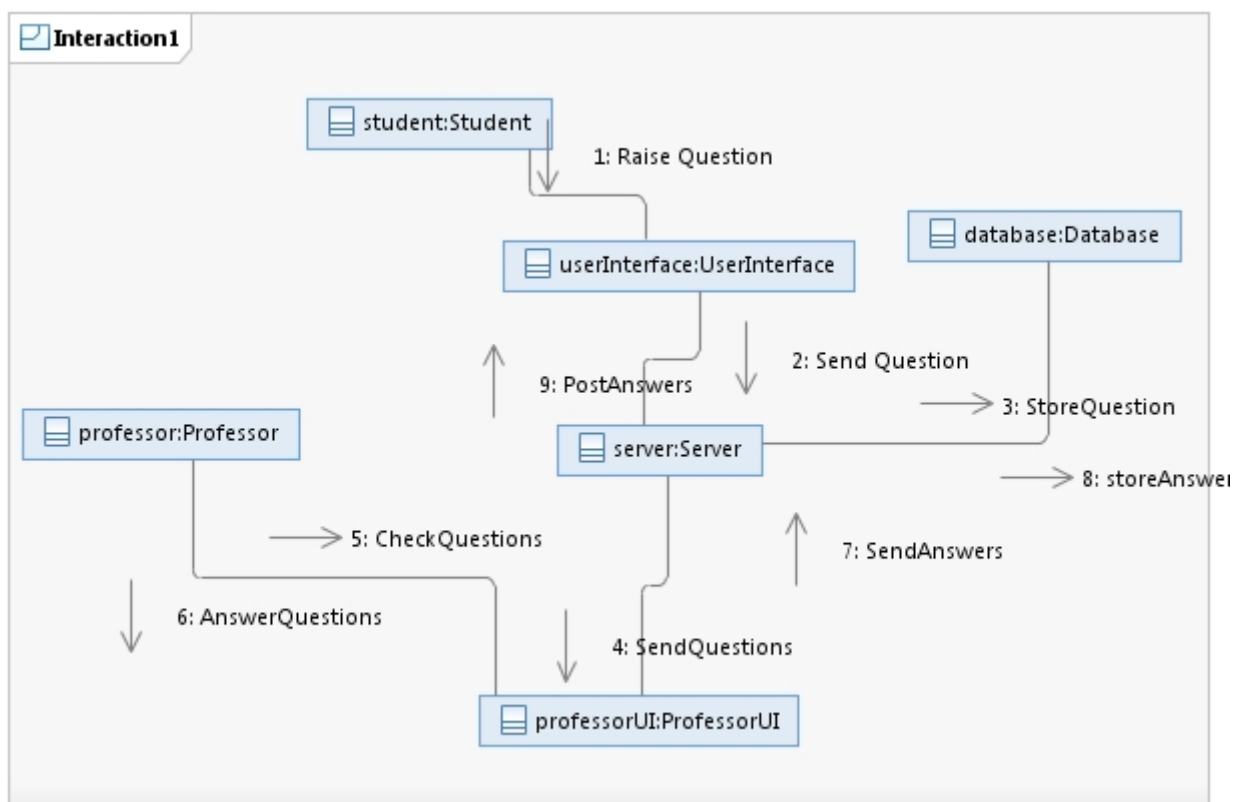 Interaction1
student:Student
1: Raise Question
database:Database
userInterface:UserInterface
2: Send Question
9: PostAnswers
3: StoreQuestion
professor:Professor
server:Server
8: storeAnswer
5: CheckQuestions
7: SendAnswers
6: AnswerQuestions
4: SendQuestions
professorUI:ProfessorUI